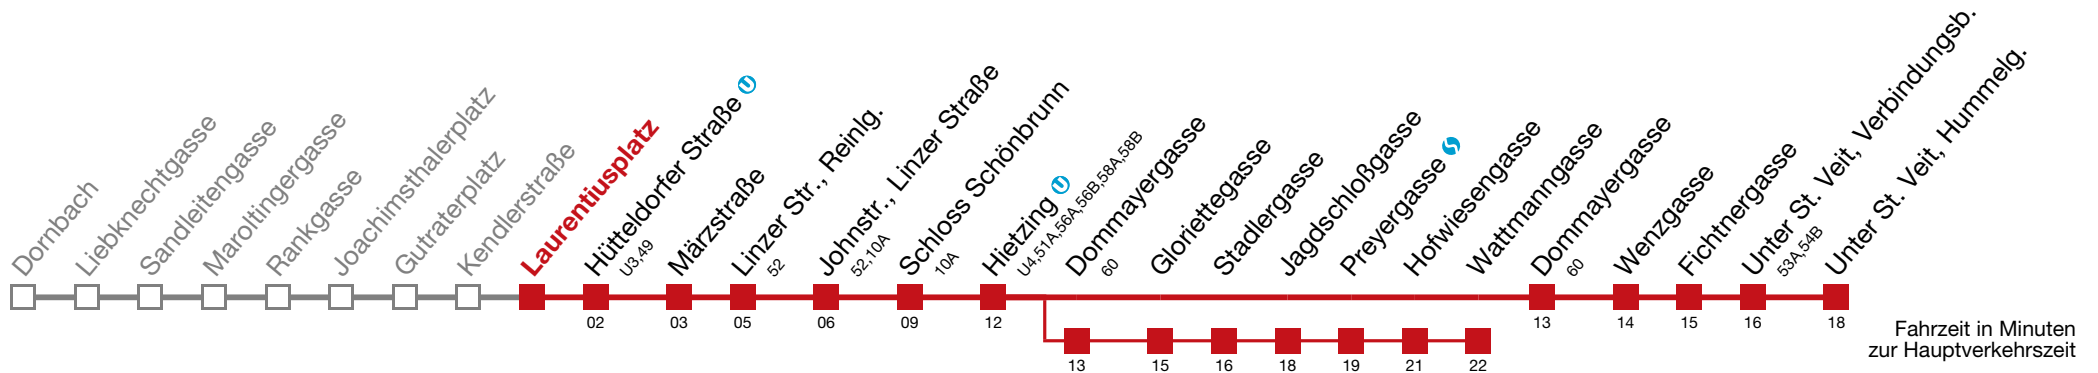 Dornbach
Liebknechtgasse
Sandleitengasse
Maroltingergasse
Rankgasse
Joachimsthalerplatz
Gutraterplatz
Kendlerstraße
Laurentiusplatz
Hütteldorfer Straße U
U3,49
Märzstraße
Linzer Str., Reinlg.
52
Johnstr., Linzer Straße
52,10A
Schloss Schönbrunn
10A
Hietzing U
U4,51A,56A,56B,58A,58B
Dommayergasse
60
Gloriettegasse
Stadlergasse
Jagdschloßgasse
Preyergasse S
Hofwiesengasse
Wattmanngasse
Dommayergasse
60
Wenzgasse
Fichtnergasse
Unter St. Veit, Verbindungsb.
53A,54B
Unter St. Veit, Hummelg.
02 03 05 06 09 12 13 14 15 16 18
13 15 16 18 19 21 22
Fahrzeit in Minuten
zur Hauptverkehrszeit